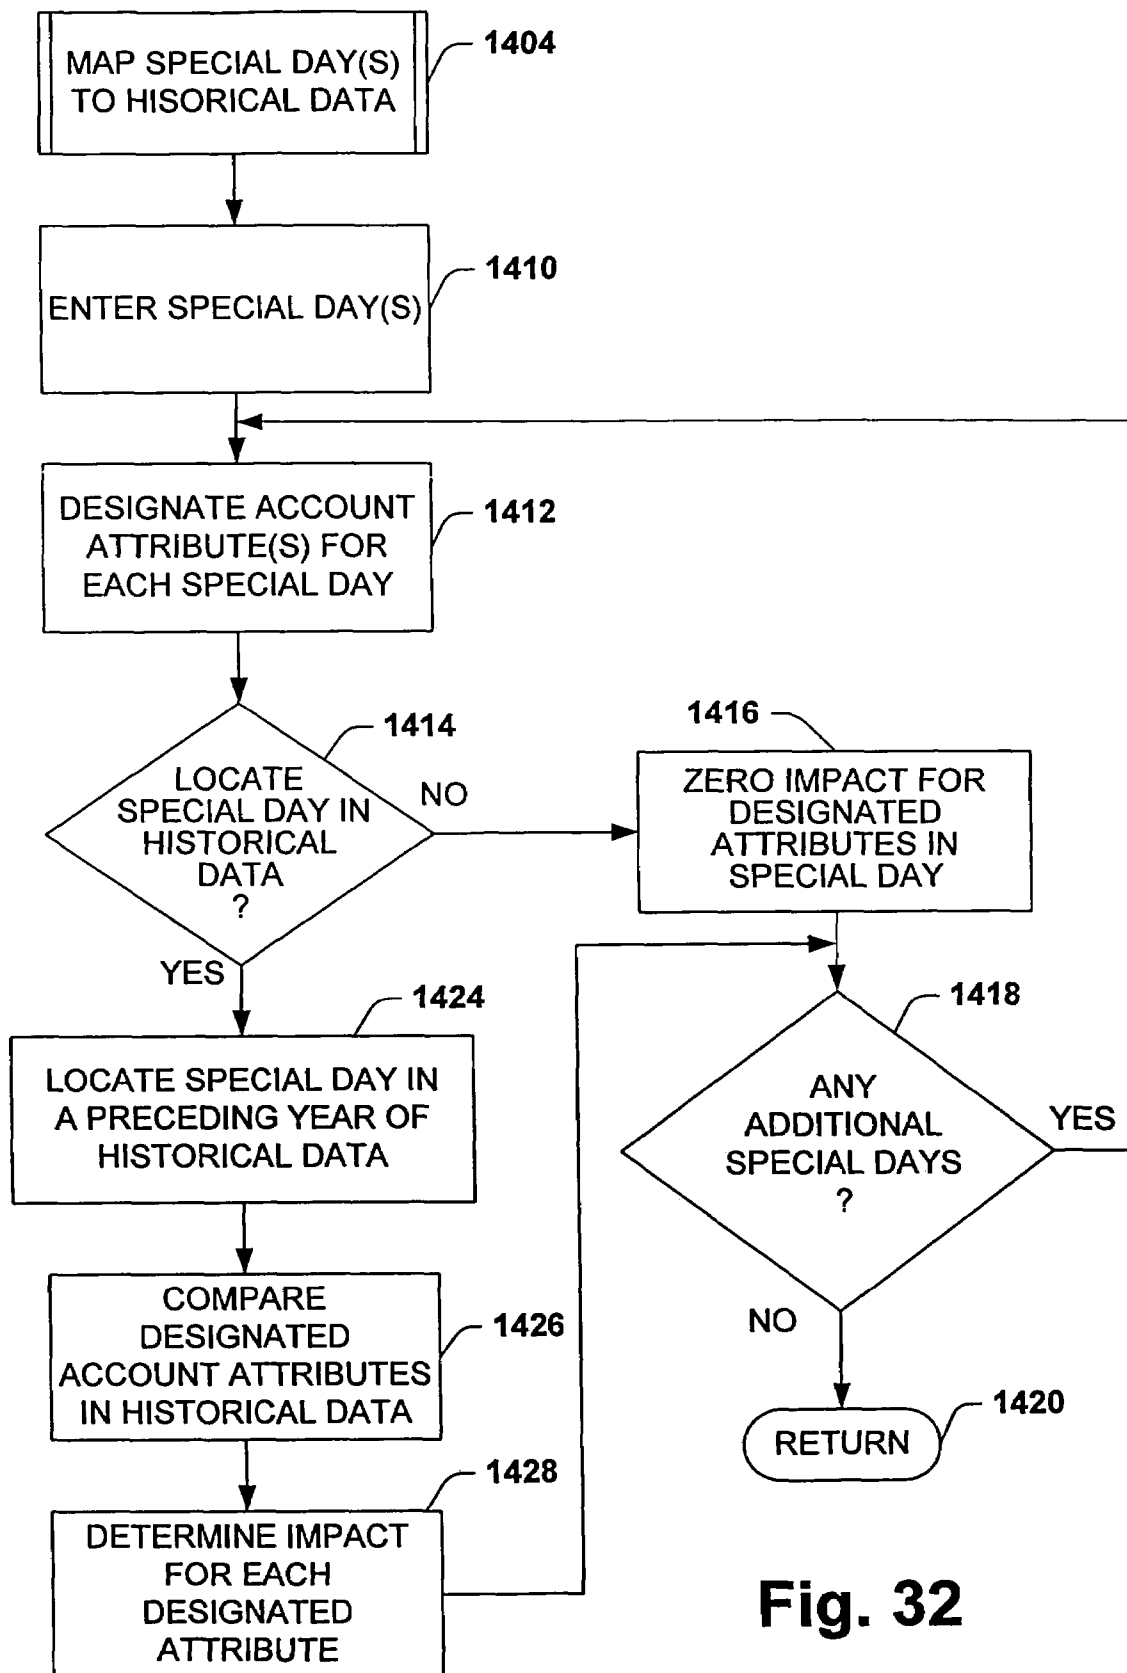 MAP SPECIAL DAY(S)
TO HISORICAL DATA
1404
ENTER SPECIAL DAY(S)
1410
DESIGNATE ACCOUNT
ATTRIBUTE(S) FOR
EACH SPECIAL DAY
1412
LOCATE
SPECIAL DAY IN
HISTORICAL
DATA
?
1414
NO
YES
1416
ZERO IMPACT FOR
DESIGNATED
ATTRIBUTES IN
SPECIAL DAY
1418
ANY
ADDITIONAL
SPECIAL DAYS
?
YES
NO
1420
RETURN
1424
LOCATE SPECIAL DAY IN
A PRECEDING YEAR OF
HISTORICAL DATA
COMPARE
DESIGNATED
ACCOUNT ATTRIBUTES
IN HISTORICAL DATA
1426
1428
DETERMINE IMPACT
FOR EACH
DESIGNATED
ATTRIBUTE
Fig. 32